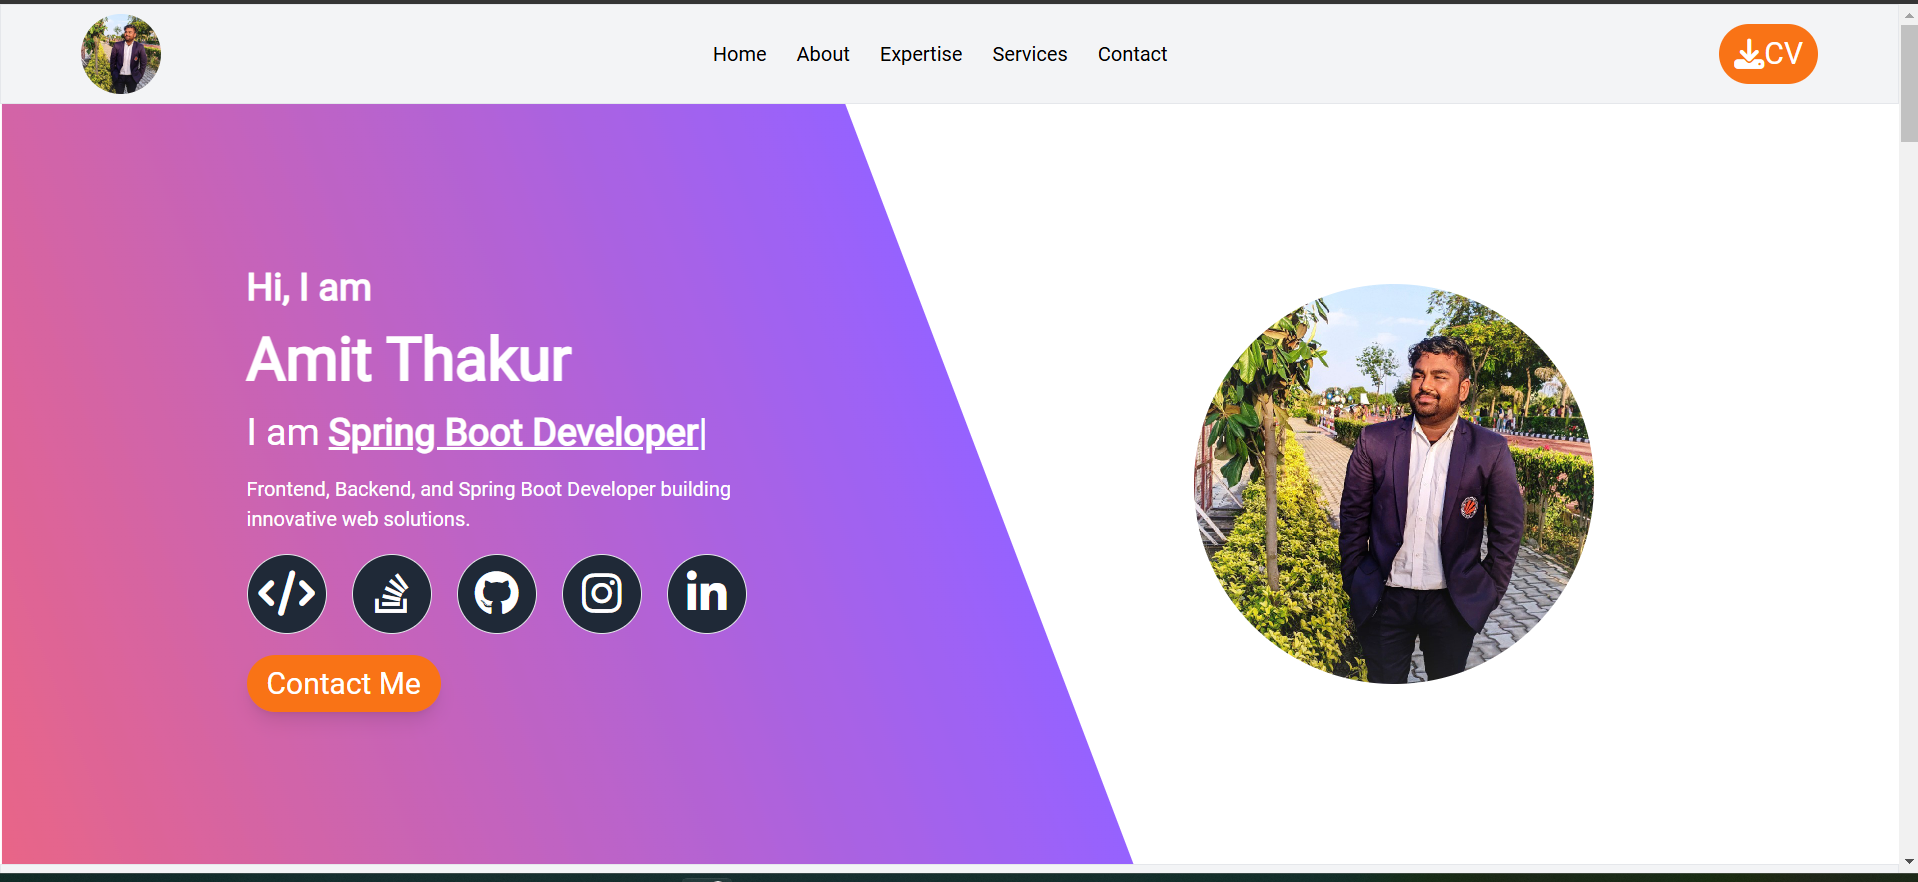 Home About Expertise Services Contact CV
Hi, I am
Amit Thakur
I am Spring Boot Developer|
Frontend, Backend, and Spring Boot Developer building
innovative web solutions.
Contact Me